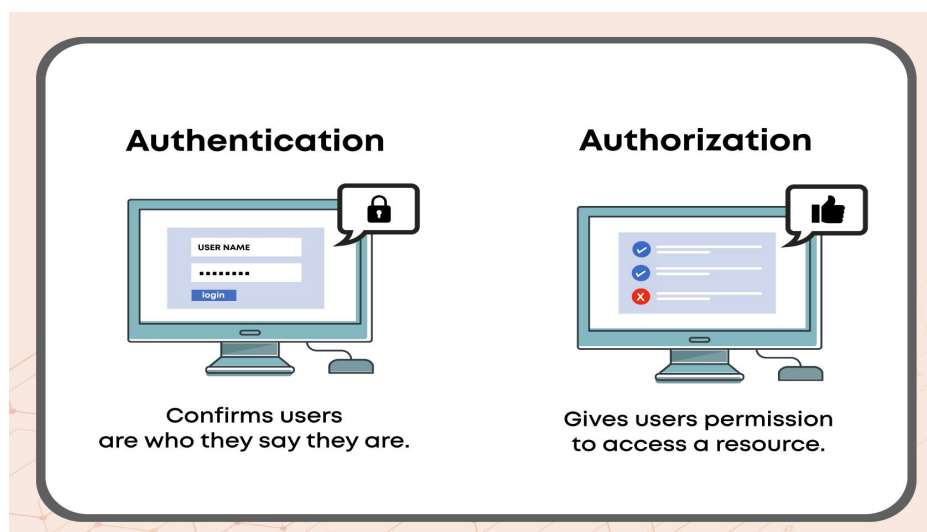 Authentication
USER NAME
login
Confirms users
are who they say they are.
Authorization
Gives users permission
to access a resource.